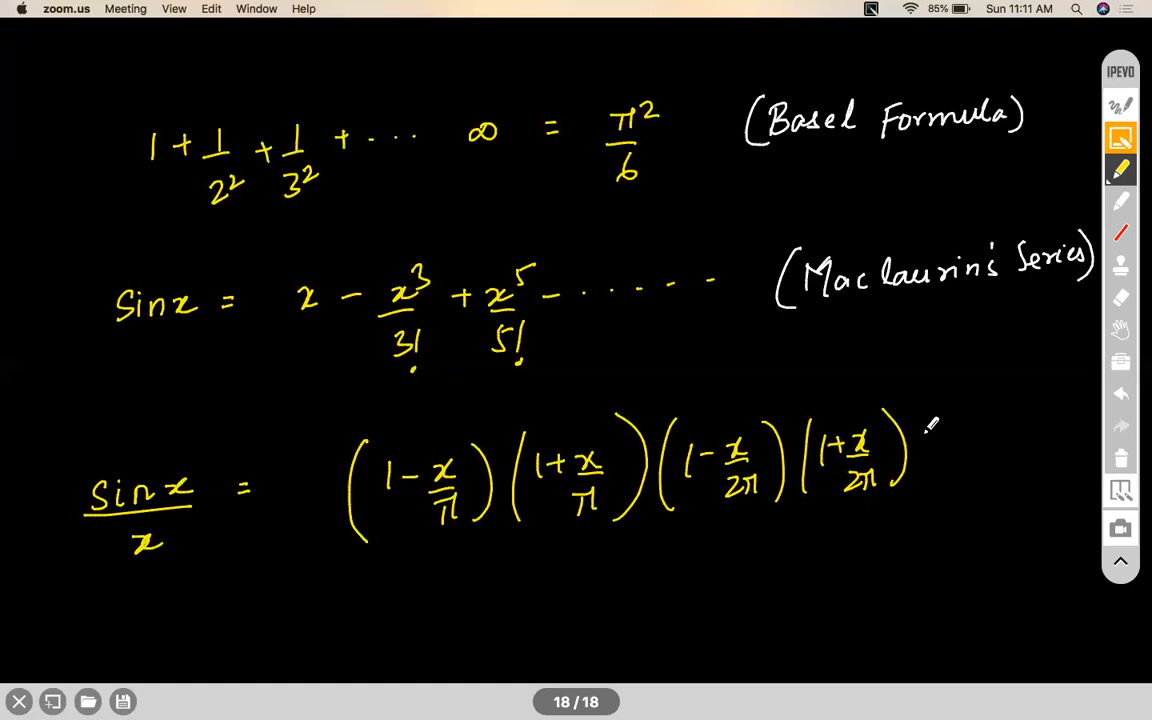 zoom.us Meeting View Edit Window Help 85% Sun 11:11 AM
IPEVO
1 + 1/2² + 1/3² + ... ∞ = π²/6 (Basel Formula)
Sin x = x - x³/3! + x⁵/5! - ...... (Maclaurin's Series)
Sin x/x = (1 - x/π)(1 + x/π)(1 - x/2π)(1 + x/2π)
18 / 18